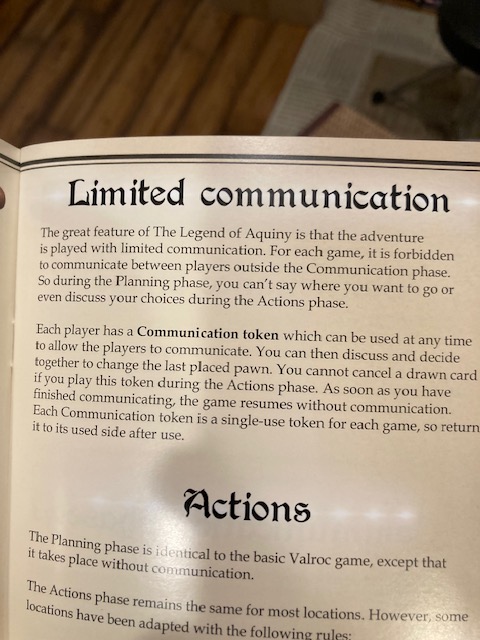 Limited communication
The great feature of The Legend of Aquiny is that the adventure
is played with limited communication. For each game, it is forbidden
to communicate between players outside the Communication phase.
So during the Planning phase, you can't say where you want to go or
even discuss your choices during the Actions phase.
Each player has a Communication token which can be used at any time
to allow the players to communicate. You can then discuss and decide
together to change the last placed pawn. You cannot cancel a drawn card
if you play this token during the Actions phase. As soon as you have
finished communicating, the game resumes without communication.
Each Communication token is a single-use token for each game, so return
it to its used side after use.
Actions
The Planning phase is identical to the basic Valroc game, except that
it takes place without communication.
The Actions phase remains the same for most locations. However, some
locations have been adapted with the following rules: